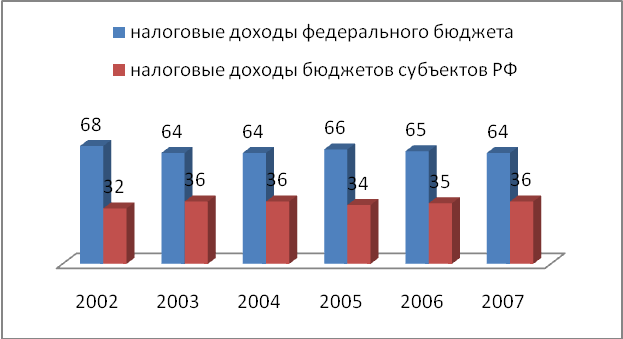 налоговые доходы федерального бюджета
налоговые доходы бюджетов субъектов РФ
68 64 64 66 65 64
32 36 36 34 35 36
2002 2003 2004 2005 2006 2007